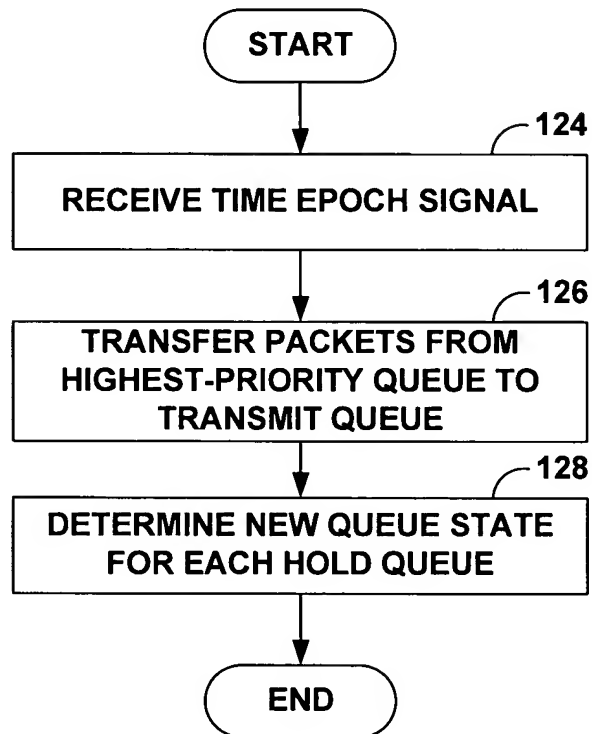 START
124
RECEIVE TIME EPOCH SIGNAL
126
TRANSFER PACKETS FROM
HIGHEST-PRIORITY QUEUE TO
TRANSMIT QUEUE
128
DETERMINE NEW QUEUE STATE
FOR EACH HOLD QUEUE
END